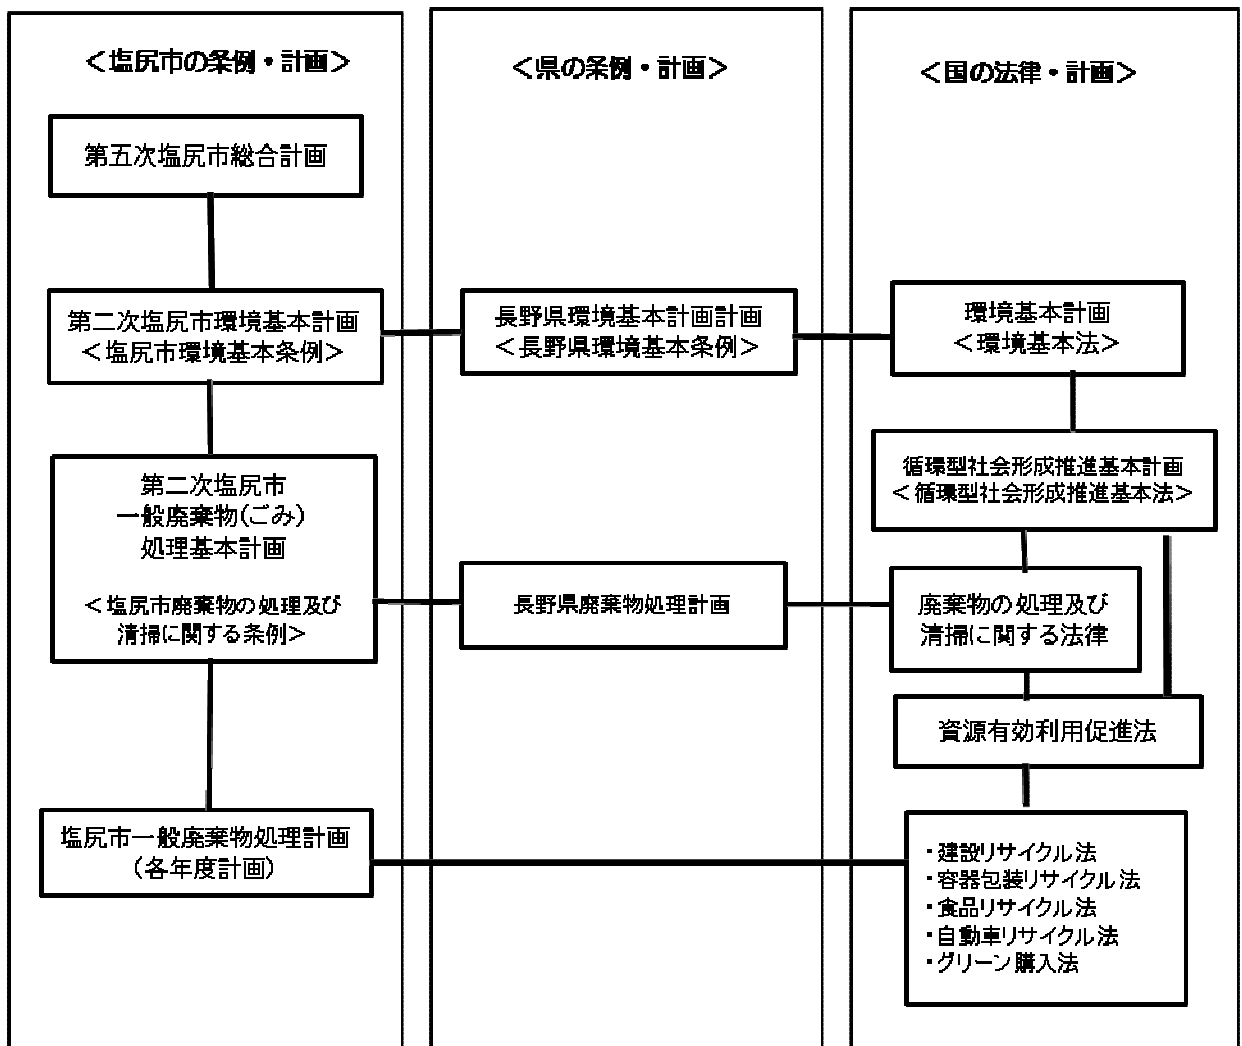 ＜塩尻市の条例・計画＞
第五次塩尻市総合計画
第二次塩尻市環境基本計画
＜塩尻市環境基本条例＞
第二次塩尻市
一般廃棄物(ごみ)
処理基本計画
＜塩尻市廃棄物の処理及び
清掃に関する条例＞
塩尻市一般廃棄物処理計画
(各年度計画)
＜県の条例・計画＞
長野県環境基本計画計画
＜長野県環境基本条例＞
長野県廃棄物処理計画
＜国の法律・計画＞
環境基本計画
＜環境基本法＞
循環型社会形成推進基本計画
＜循環型社会形成推進基本法＞
廃棄物の処理及び
清掃に関する法律
資源有効利用促進法
・建設リサイクル法
・容器包装リサイクル法
・食品リサイクル法
・自動車リサイクル法
・グリーン購入法